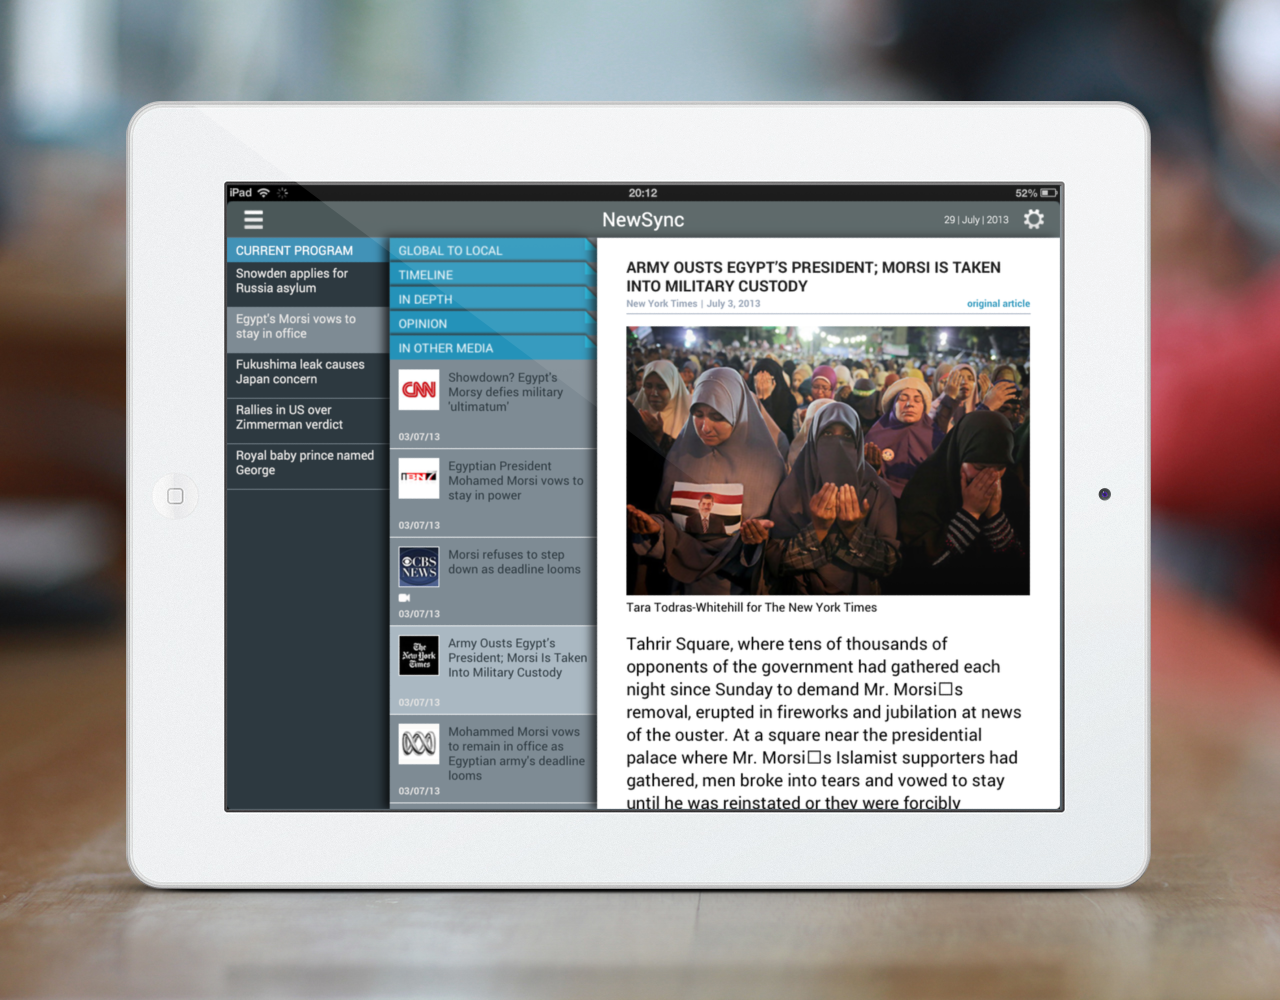 iPad
20:12
52%
NewSync
29 | July | 2013
CURRENT PROGRAM
Snowden applies for
Russia asylum
Egypt's Morsi vows to
stay in office
Fukushima leak causes
Japan concern
Rallies in US over
Zimmerman verdict
Royal baby prince named
George
GLOBAL TO LOCAL
TIMELINE
IN DEPTH
OPINION
IN OTHER MEDIA
CNN
Showdown? Egypt's
Morsy defies military
'ultimatum'
03/07/13
Egyptian President
Mohamed Morsi vows to
stay in power
03/07/13
CBS
NEWS
Morsi refuses to step
down as deadline looms
03/07/13
The
New York
Times
Army Ousts Egypt's
President; Morsi Is Taken
Into Military Custody
03/07/13
Mohammed Morsi vows
to remain in office as
Egyptian army's deadline
looms
03/07/13
ARMY OUSTS EGYPT'S PRESIDENT; MORSI IS TAKEN
INTO MILITARY CUSTODY
New York Times | July 3, 2013
original article
Tara Todras-Whitehill for The New York Times
Tahrir Square, where tens of thousands of
opponents of the government had gathered each
night since Sunday to demand Mr. Morsi□s
removal, erupted in fireworks and jubilation at news
of the ouster. At a square near the presidential
palace where Mr. Morsi□s Islamist supporters had
gathered, men broke into tears and vowed to stay
until he was reinstated or they were forcibly